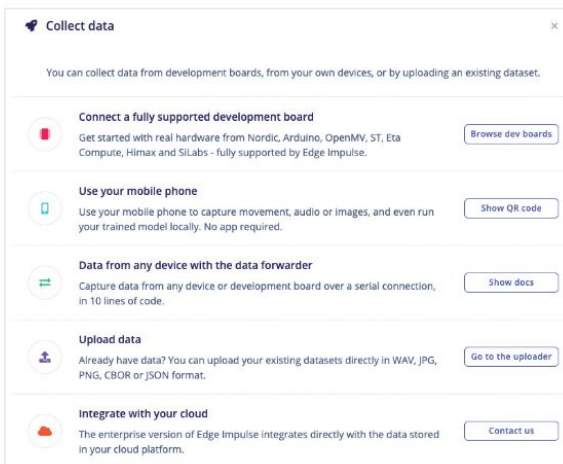 Collect data
×
You can collect data from development boards, from your own devices, or by uploading an existing dataset.
Connect a fully supported development board
Get started with real hardware from Nordic, Arduino, OpenMV, ST, Eta
Compute, Himax and SiLabs - fully supported by Edge Impulse.
Browse dev boards
Use your mobile phone
Use your mobile phone to capture movement, audio or images, and even run
your trained model locally. No app required.
Show QR code
Data from any device with the data forwarder
Capture data from any device or development board over a serial connection,
in 10 lines of code.
Show docs
Upload data
Already have data? You can upload your existing datasets directly in WAV, JPG,
PNG, CBOR or JSON format.
Go to the uploader
Integrate with your cloud
The enterprise version of Edge Impulse integrates directly with the data stored
in your cloud platform.
Contact us